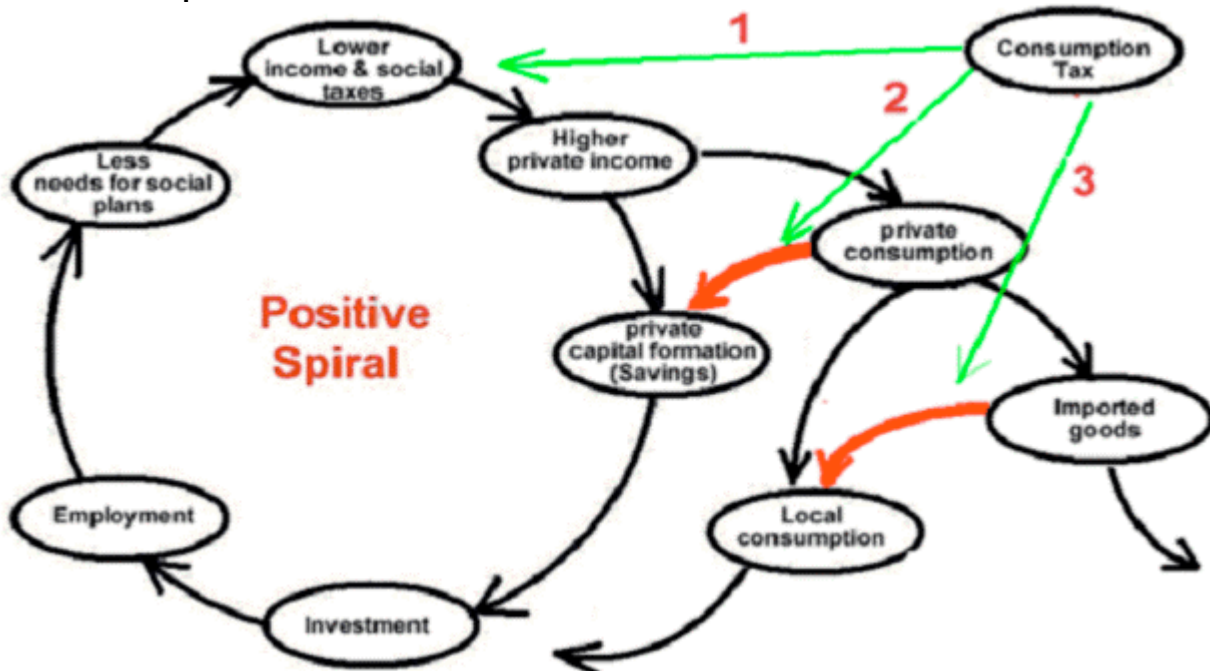 Lower
income & social
taxes
1
Consumption
Tax
2
Higher
private income
Less
needs for social
plans
3
private
consumption
Positive
Spiral
private
capital formation
(Savings)
Imported
goods
Employment
Local
consumption
Investment